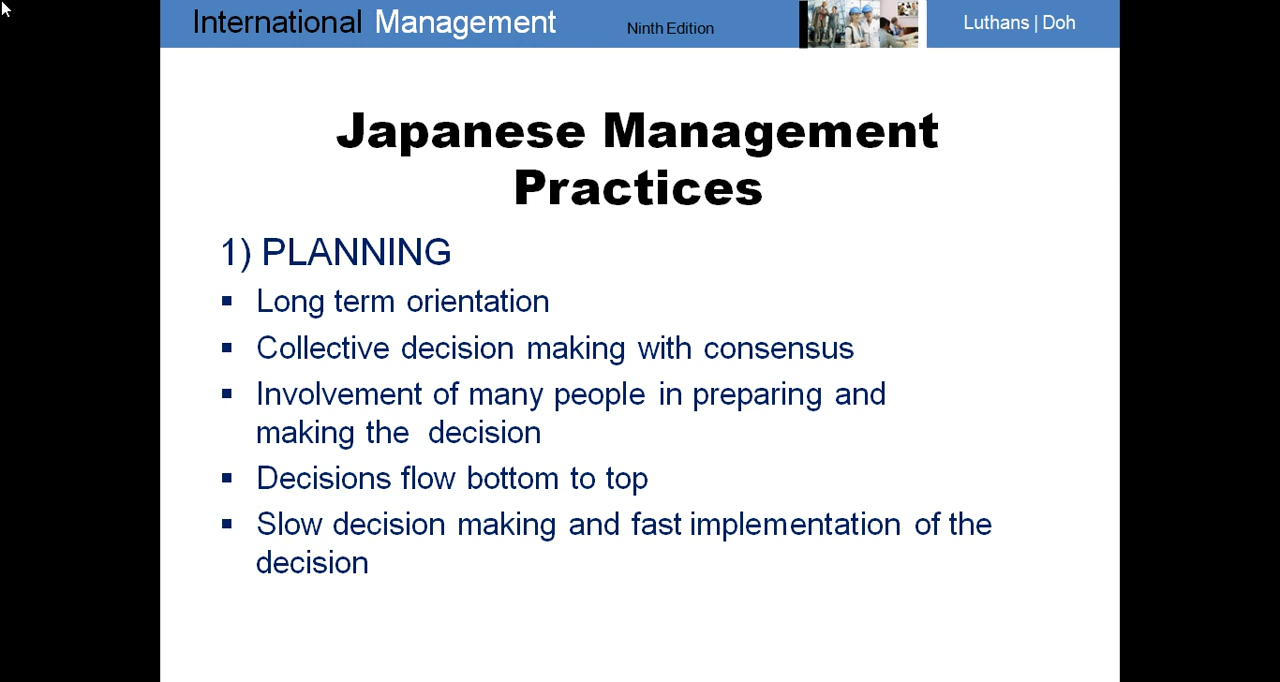 International Management Ninth Edition Luthans | Doh
Japanese Management
Practices
1) PLANNING
▪ Long term orientation
▪ Collective decision making with consensus
▪ Involvement of many people in preparing and
making the decision
▪ Decisions flow bottom to top
▪ Slow decision making and fast implementation of the
decision